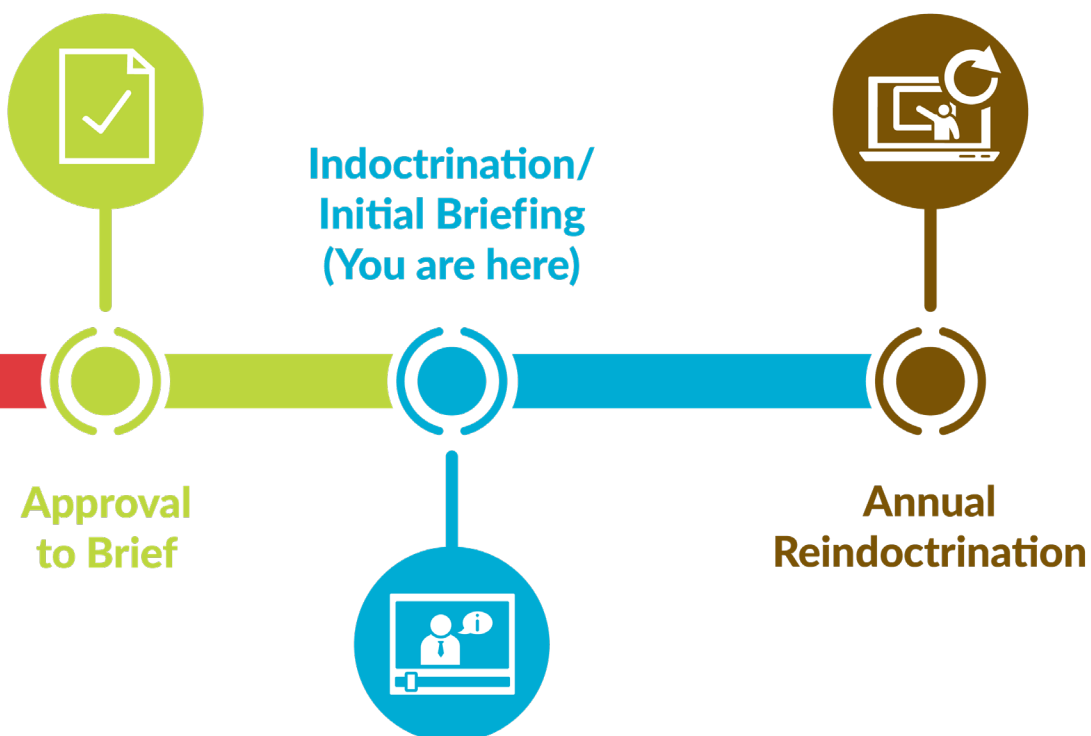 Indoctrination/
Initial Briefing
(You are here)
Approval
to Brief
Annual
Reindoctrination
i